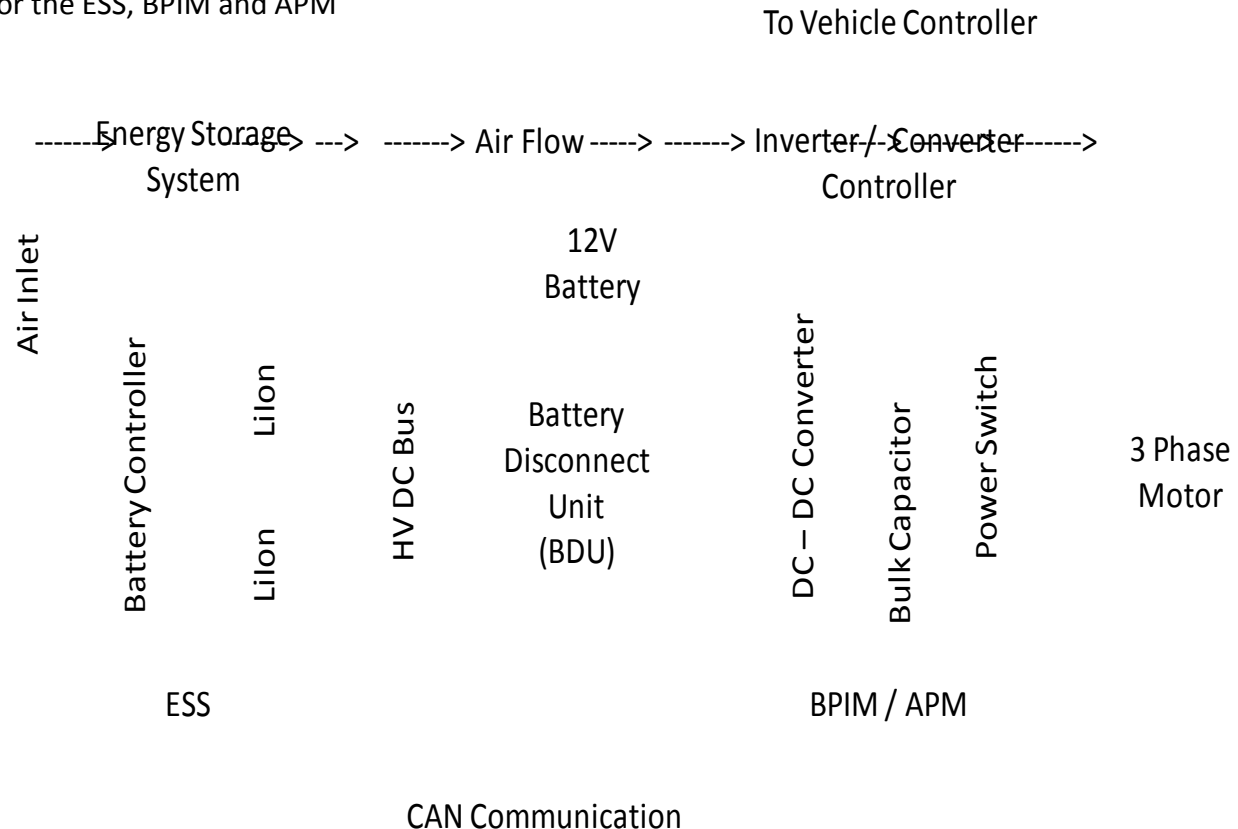 or the ESS, BPIM and APM
To Vehicle Controller
-------> Energy Storage -------> ---> -------> Air Flow -----> -------> Inverter / Converter ------> ------> -------->
System
Controller
Air Inlet
12V
Battery
Battery Controller
LiIon
LiIon
HV DC Bus
Battery
Disconnect
Unit
(BDU)
DC – DC Converter
Bulk Capacitor
Power Switch
3 Phase
Motor
ESS
BPIM / APM
CAN Communication